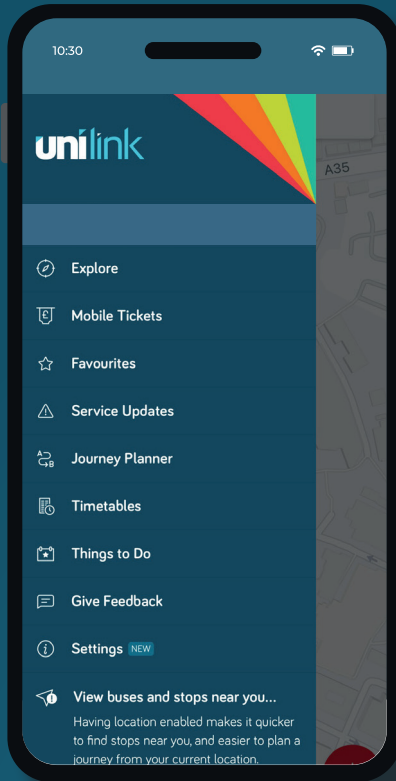 10:30
unilink
A35
Explore
Mobile Tickets
Favourites
Service Updates
Journey Planner
Timetables
Things to Do
Give Feedback
Settings NEW
View buses and stops near you...
Having location enabled makes it quicker
to find stops near you, and easier to plan a
journey from your current location.